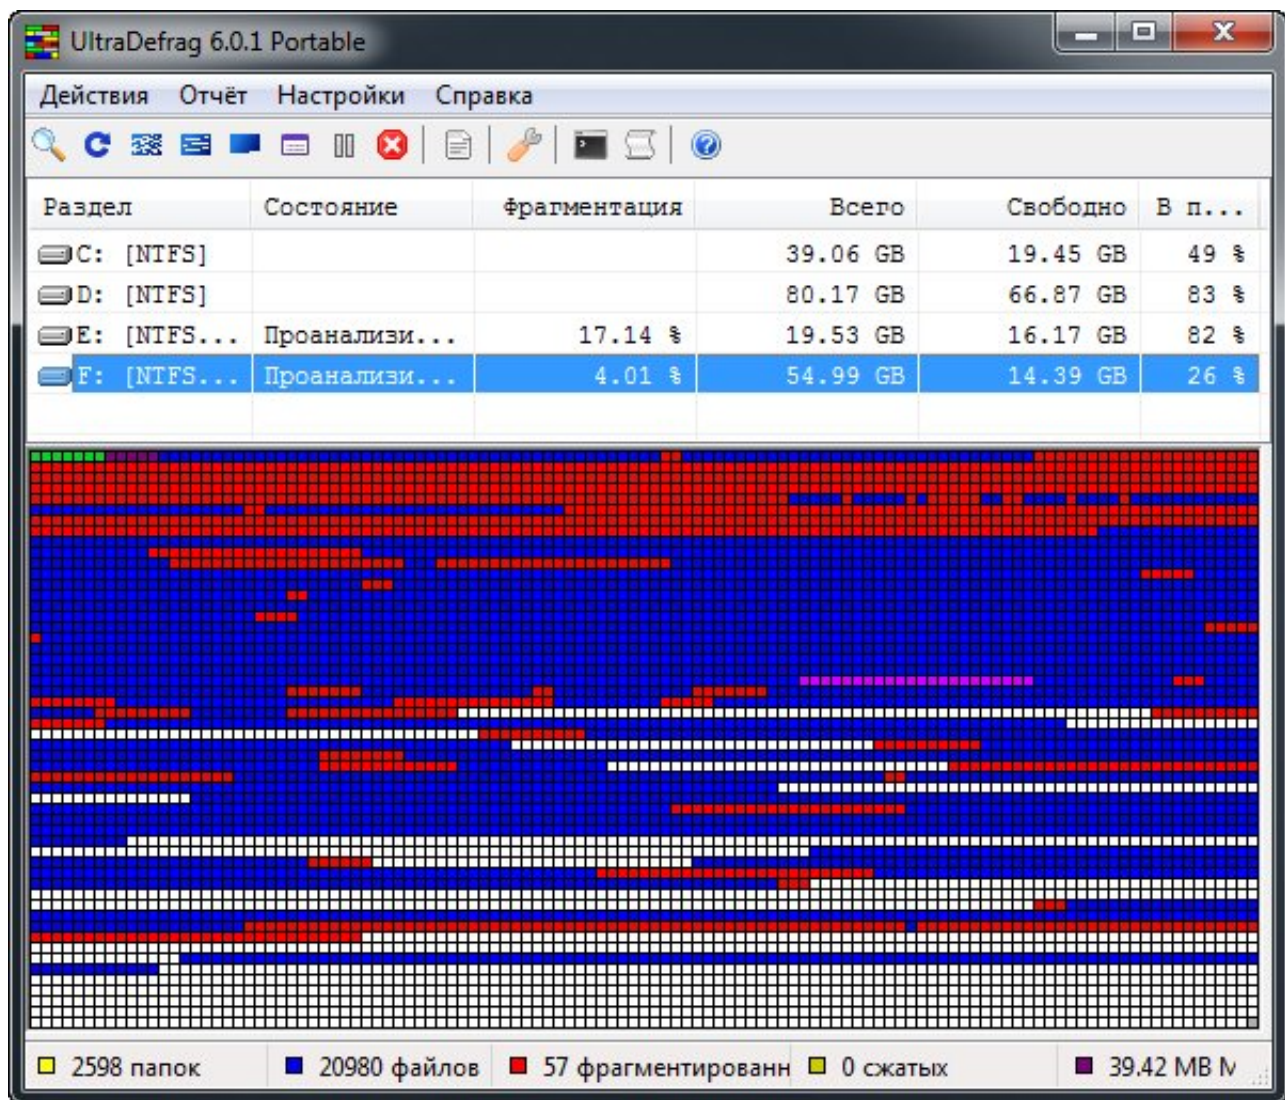 UltraDefrag 6.0.1 Portable
Действия Отчёт Настройки Справка
Раздел Состояние Фрагментация Всего Свободно В п...
C: [NTFS] 39.06 GB 19.45 GB 49 %
D: [NTFS] 80.17 GB 66.87 GB 83 %
E: [NTFS... Проанализи... 17.14 % 19.53 GB 16.17 GB 82 %
F: [NTFS... Проанализи... 4.01 % 54.99 GB 14.39 GB 26 %
2598 папок 20980 файлов 57 фрагментированн 0 сжатых 39.42 MB M